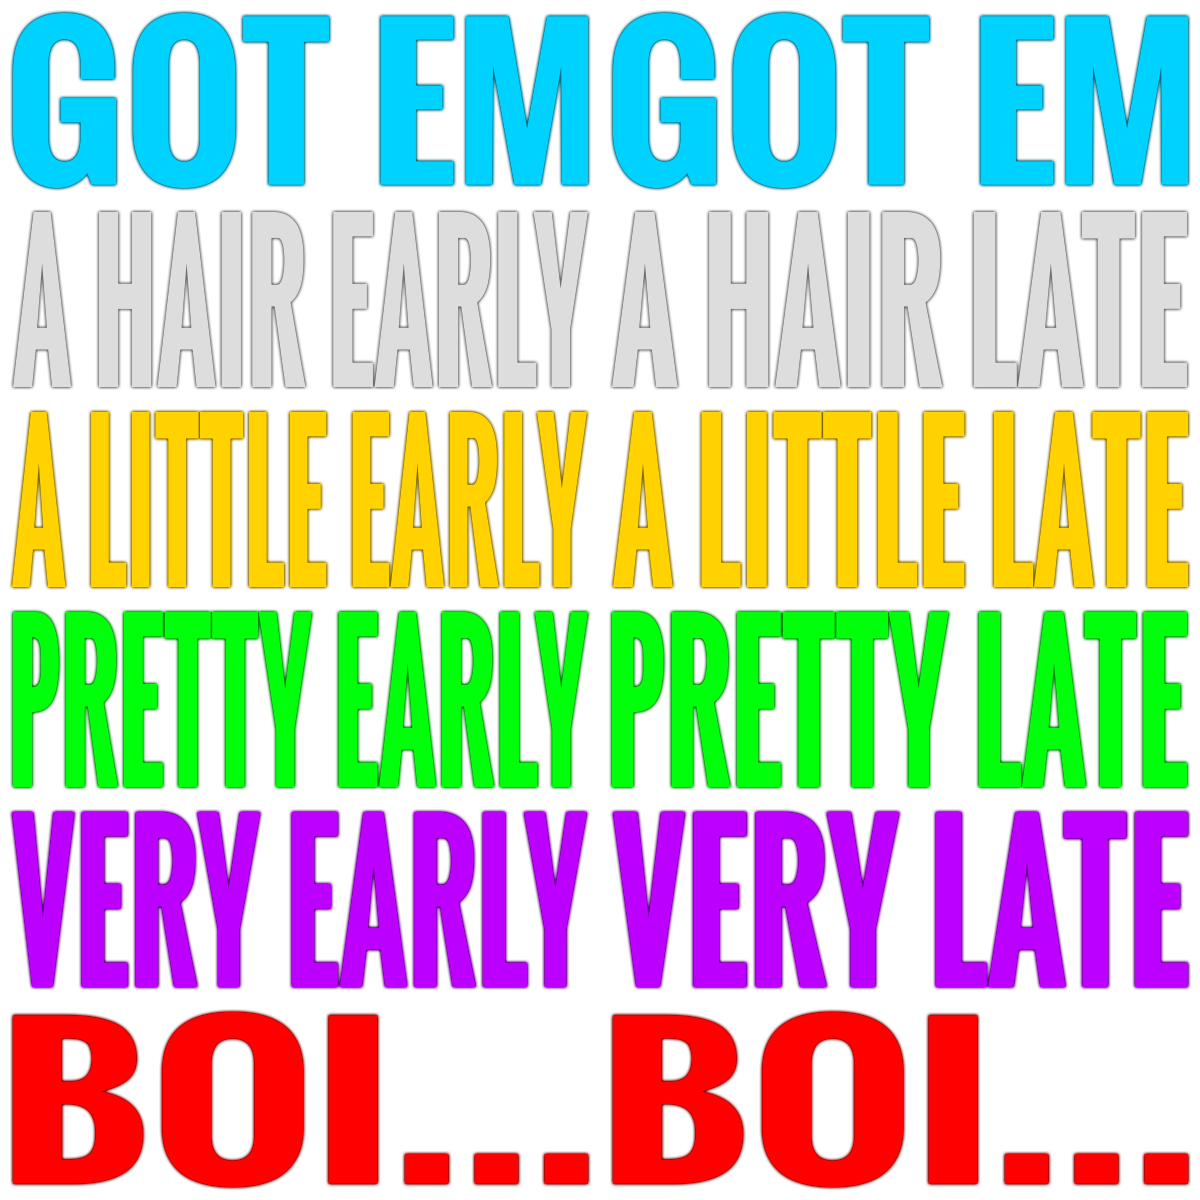 GOT EM GOT EM
A HAIR EARLY A HAIR LATE
A LITTLE EARLY A LITTLE LATE
PRETTY EARLY PRETTY LATE
VERY EARLY VERY LATE
BOI... BOI...